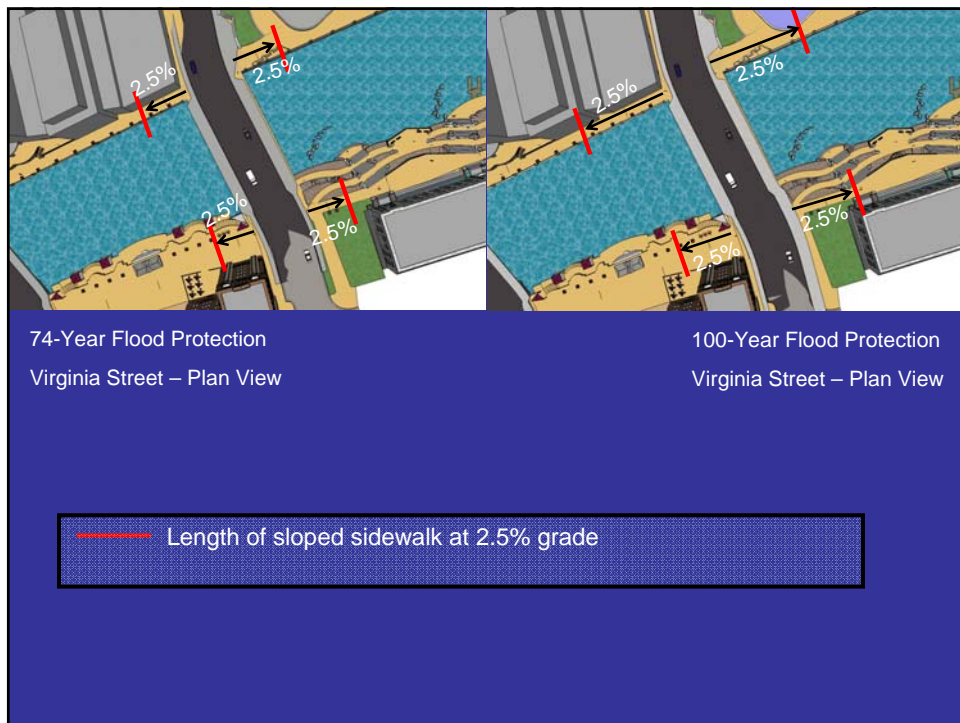 2.5%
2.5%
2.5%
2.5%
2.5%
2.5%
2.5%
2.5%
74-Year Flood Protection
Virginia Street – Plan View
100-Year Flood Protection
Virginia Street – Plan View
Length of sloped sidewalk at 2.5% grade